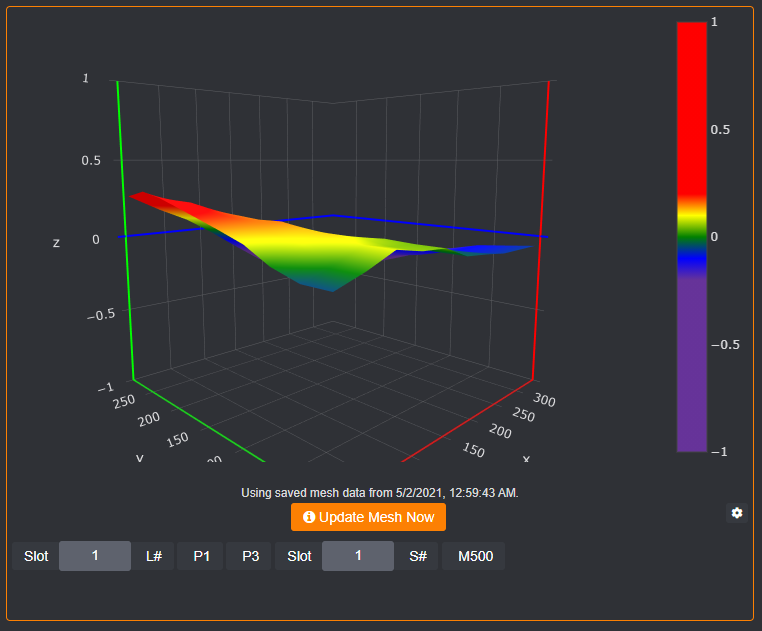 1
0.5
z
0
−0.5
−1
250
200
150
y
300
250
200
150
x
1
0.5
0
−0.5
−1
Using saved mesh data from 5/2/2021, 12:59:43 AM.
Update Mesh Now
Slot 1 L# P1 P3 Slot 1 S# M500